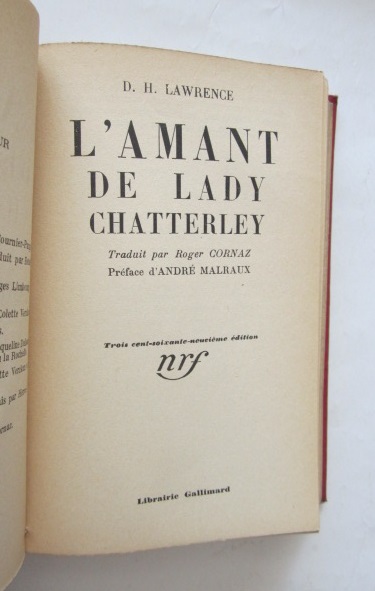 UR
D. H. LAWRENCE
L'AMANT
DE LADY
CHATTERLEY
Traduit par Roger CORNAZ
Préface d'ANDRÉ MALRAUX
Trois cent-soixante-neuvième édition
nrf
Librairie Gallimard